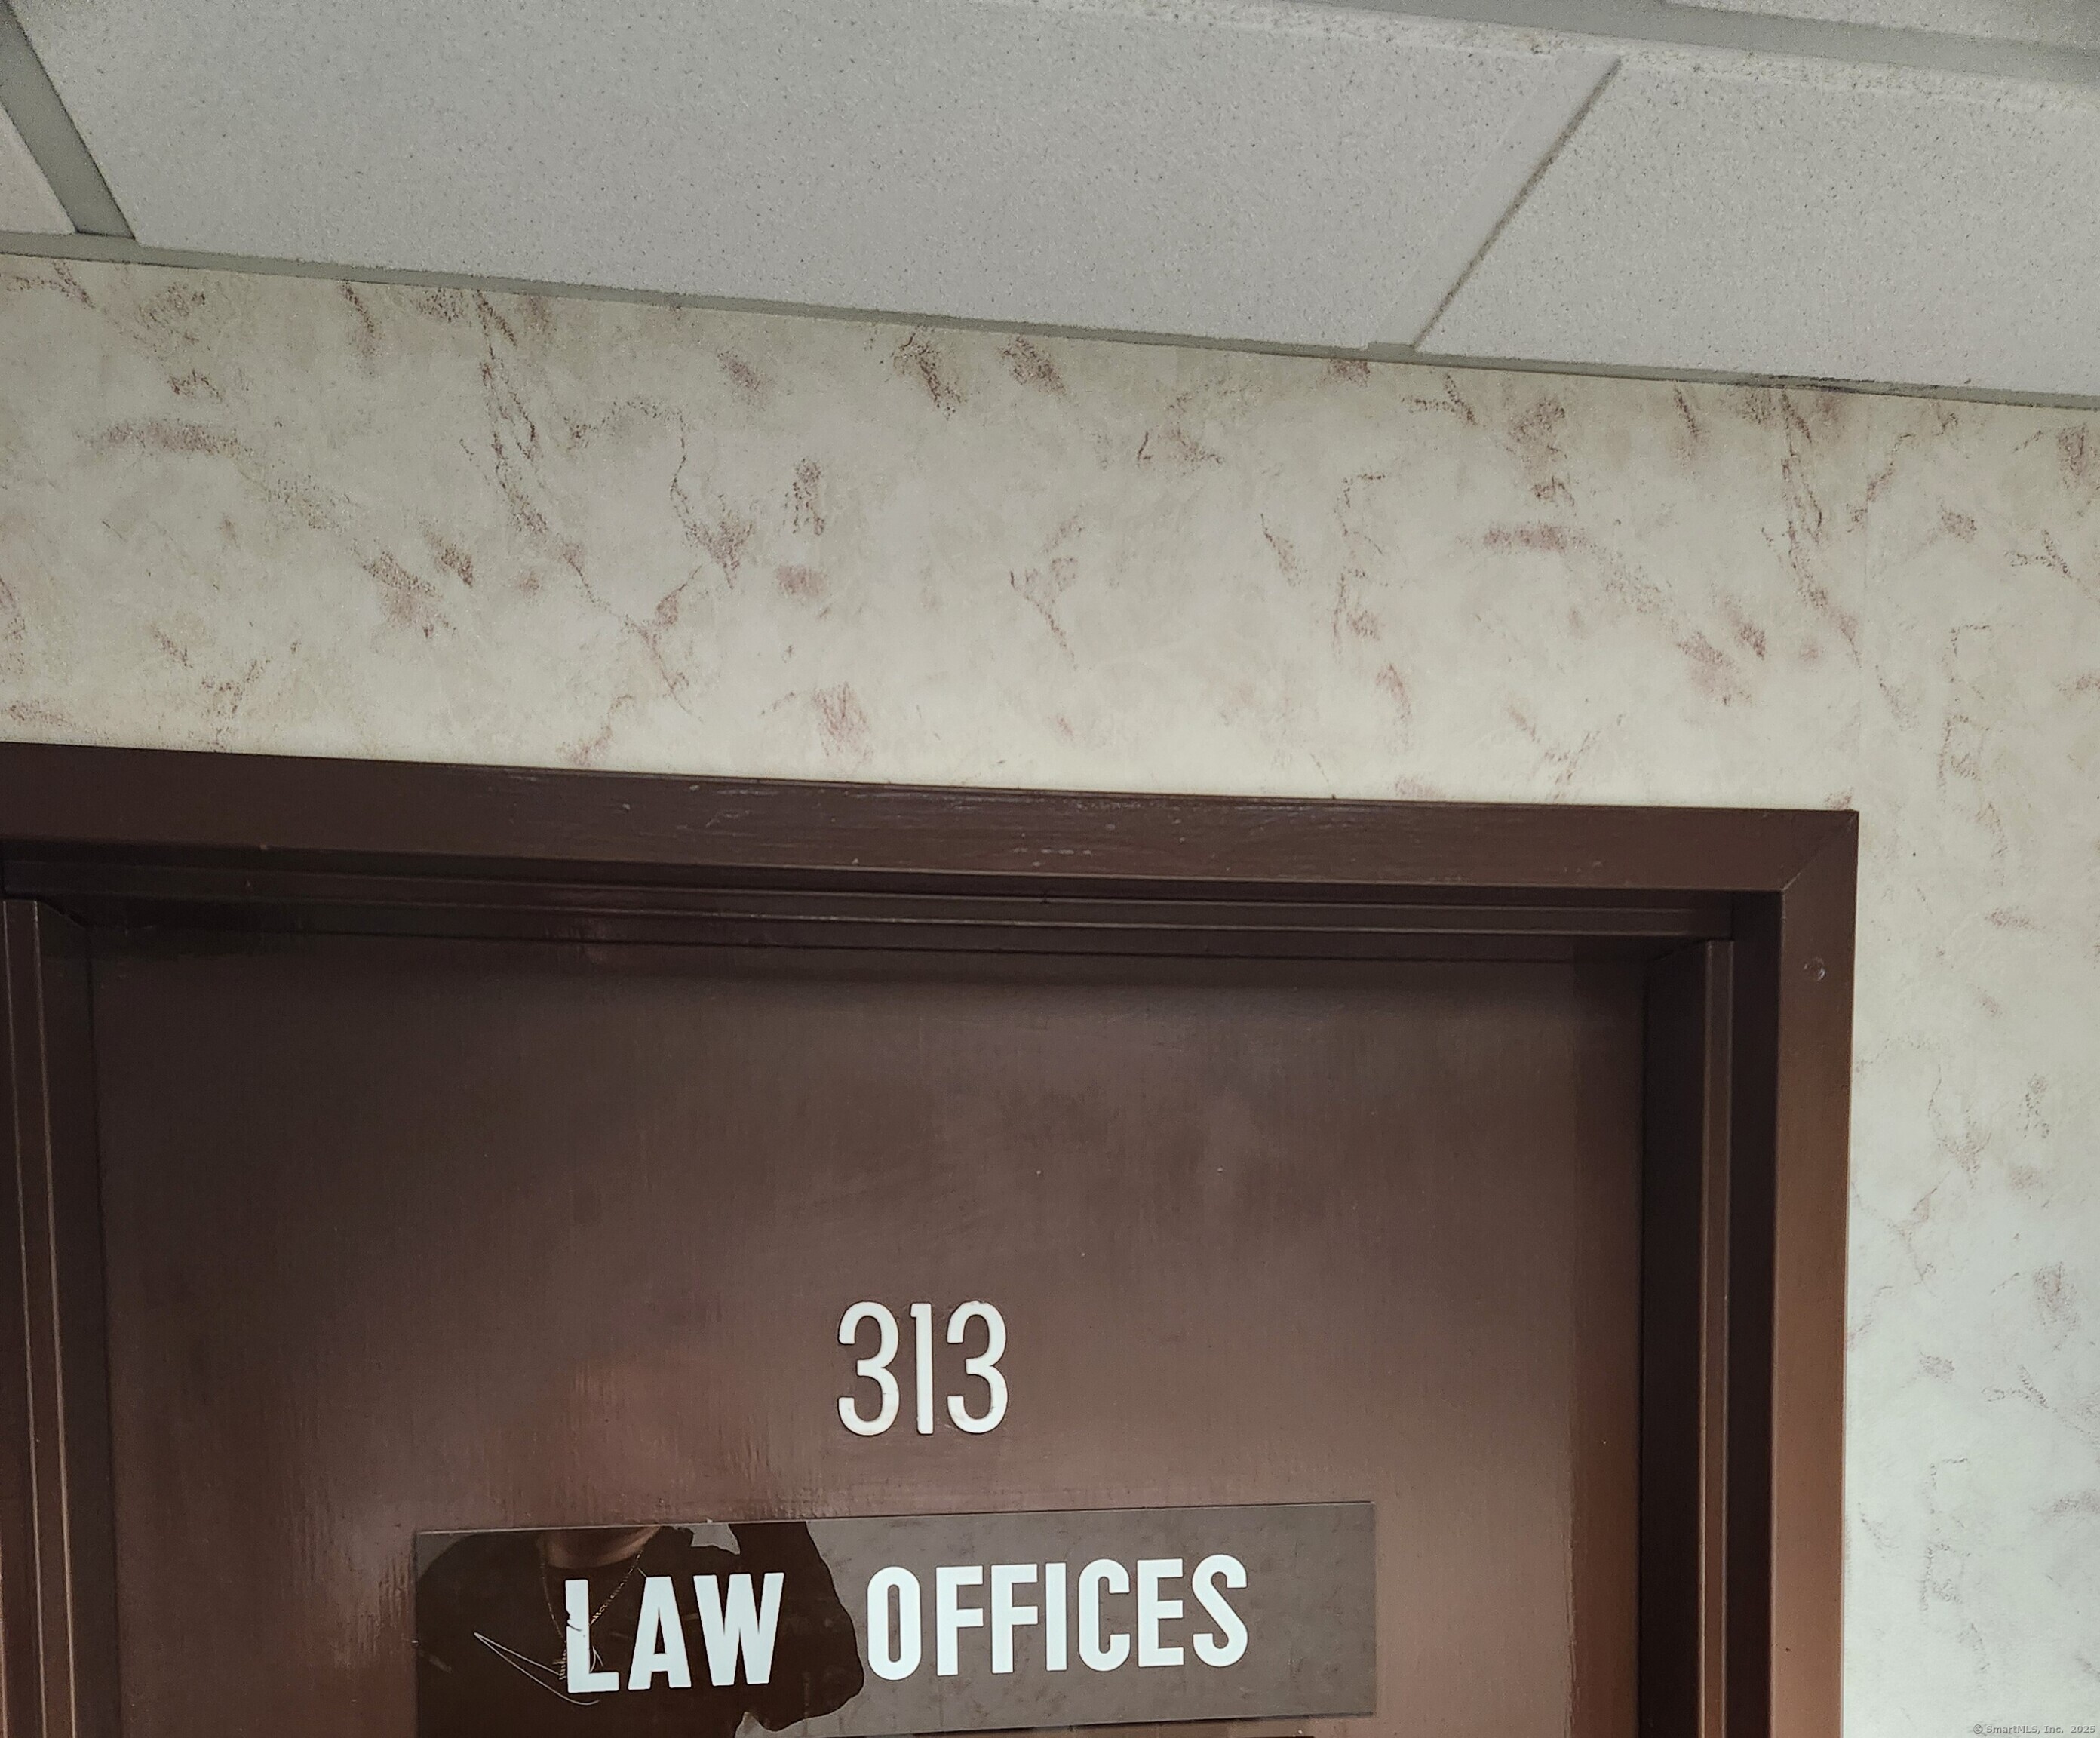 313
LAW OFFICES
© SmartMLS, Inc. 2025